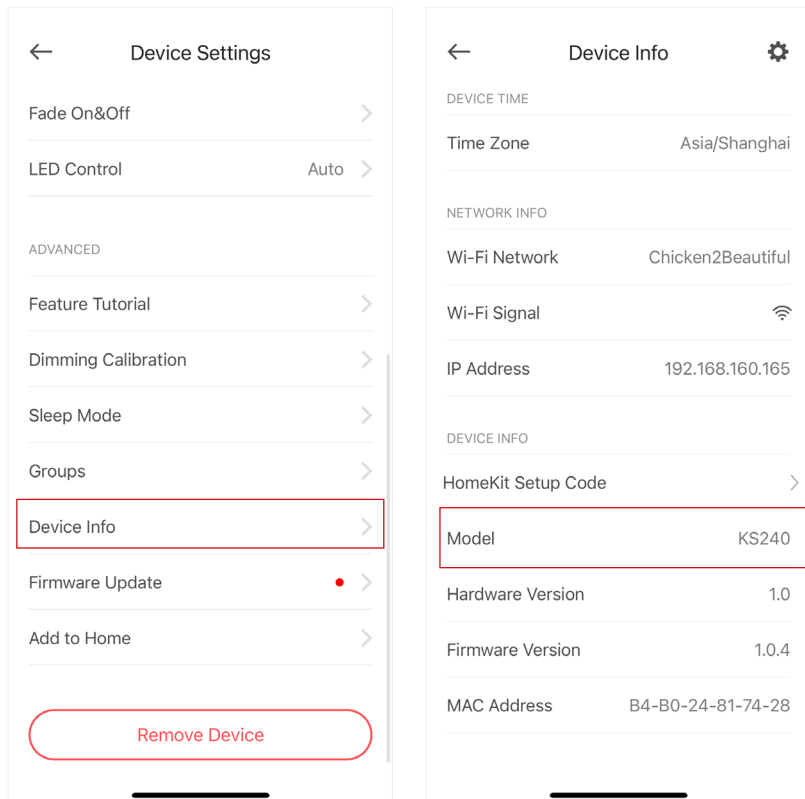 Device Settings
Fade On&Off
LED Control Auto
ADVANCED
Feature Tutorial
Dimming Calibration
Sleep Mode
Groups
Device Info
Firmware Update
Add to Home
Remove Device
Device Info
DEVICE TIME
Time Zone Asia/Shanghai
NETWORK INFO
Wi-Fi Network Chicken2Beautiful
Wi-Fi Signal
IP Address 192.168.160.165
DEVICE INFO
HomeKit Setup Code
Model KS240
Hardware Version 1.0
Firmware Version 1.0.4
MAC Address B4-B0-24-81-74-28